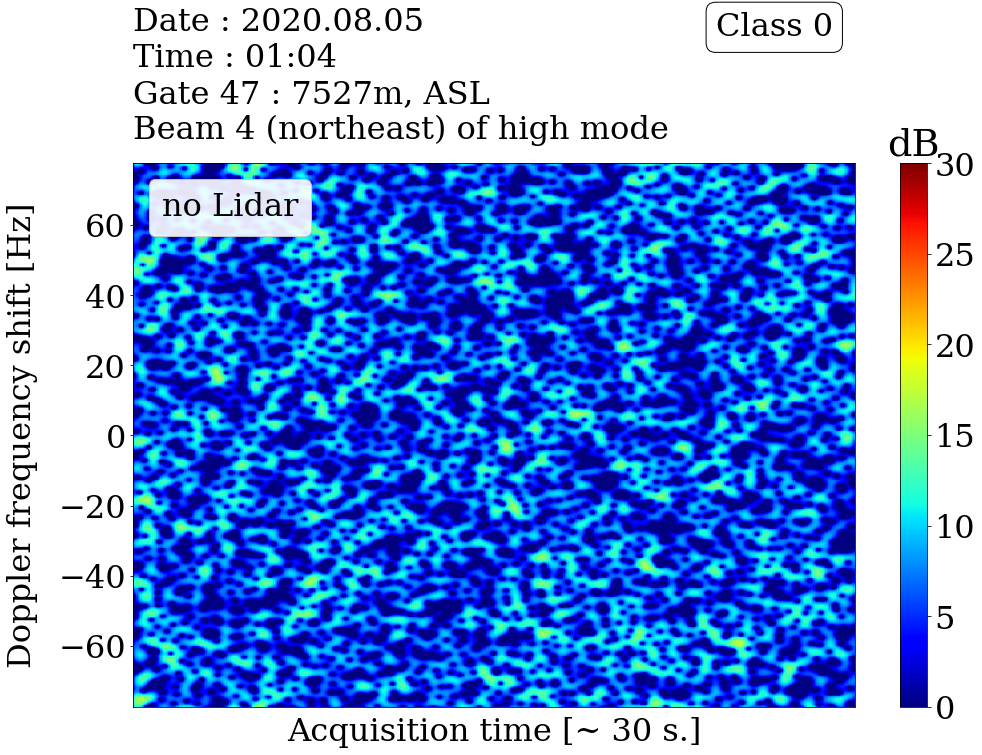 Date : 2020.08.05
Time : 01:04
Gate 47 : 7527m, ASL
Beam 4 (northeast) of high mode
Class 0
dB
no Lidar
Doppler frequency shift [Hz]
60
40
20
0
−20
−40
−60
Acquisition time [~ 30 s.]
30
25
20
15
10
5
0